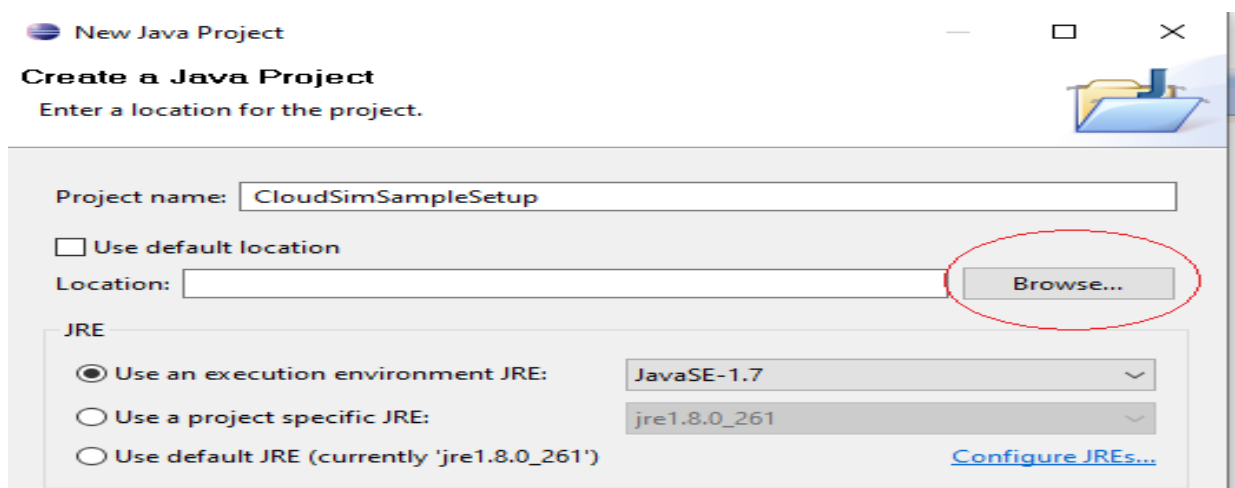 New Java Project
Create a Java Project
Enter a location for the project.
Project name: CloudSimSampleSetup
Use default location
Location: Browse...
JRE
Use an execution environment JRE: JavaSE-1.7
Use a project specific JRE: jre1.8.0_261
Use default JRE (currently 'jre1.8.0_261') Configure JREs...